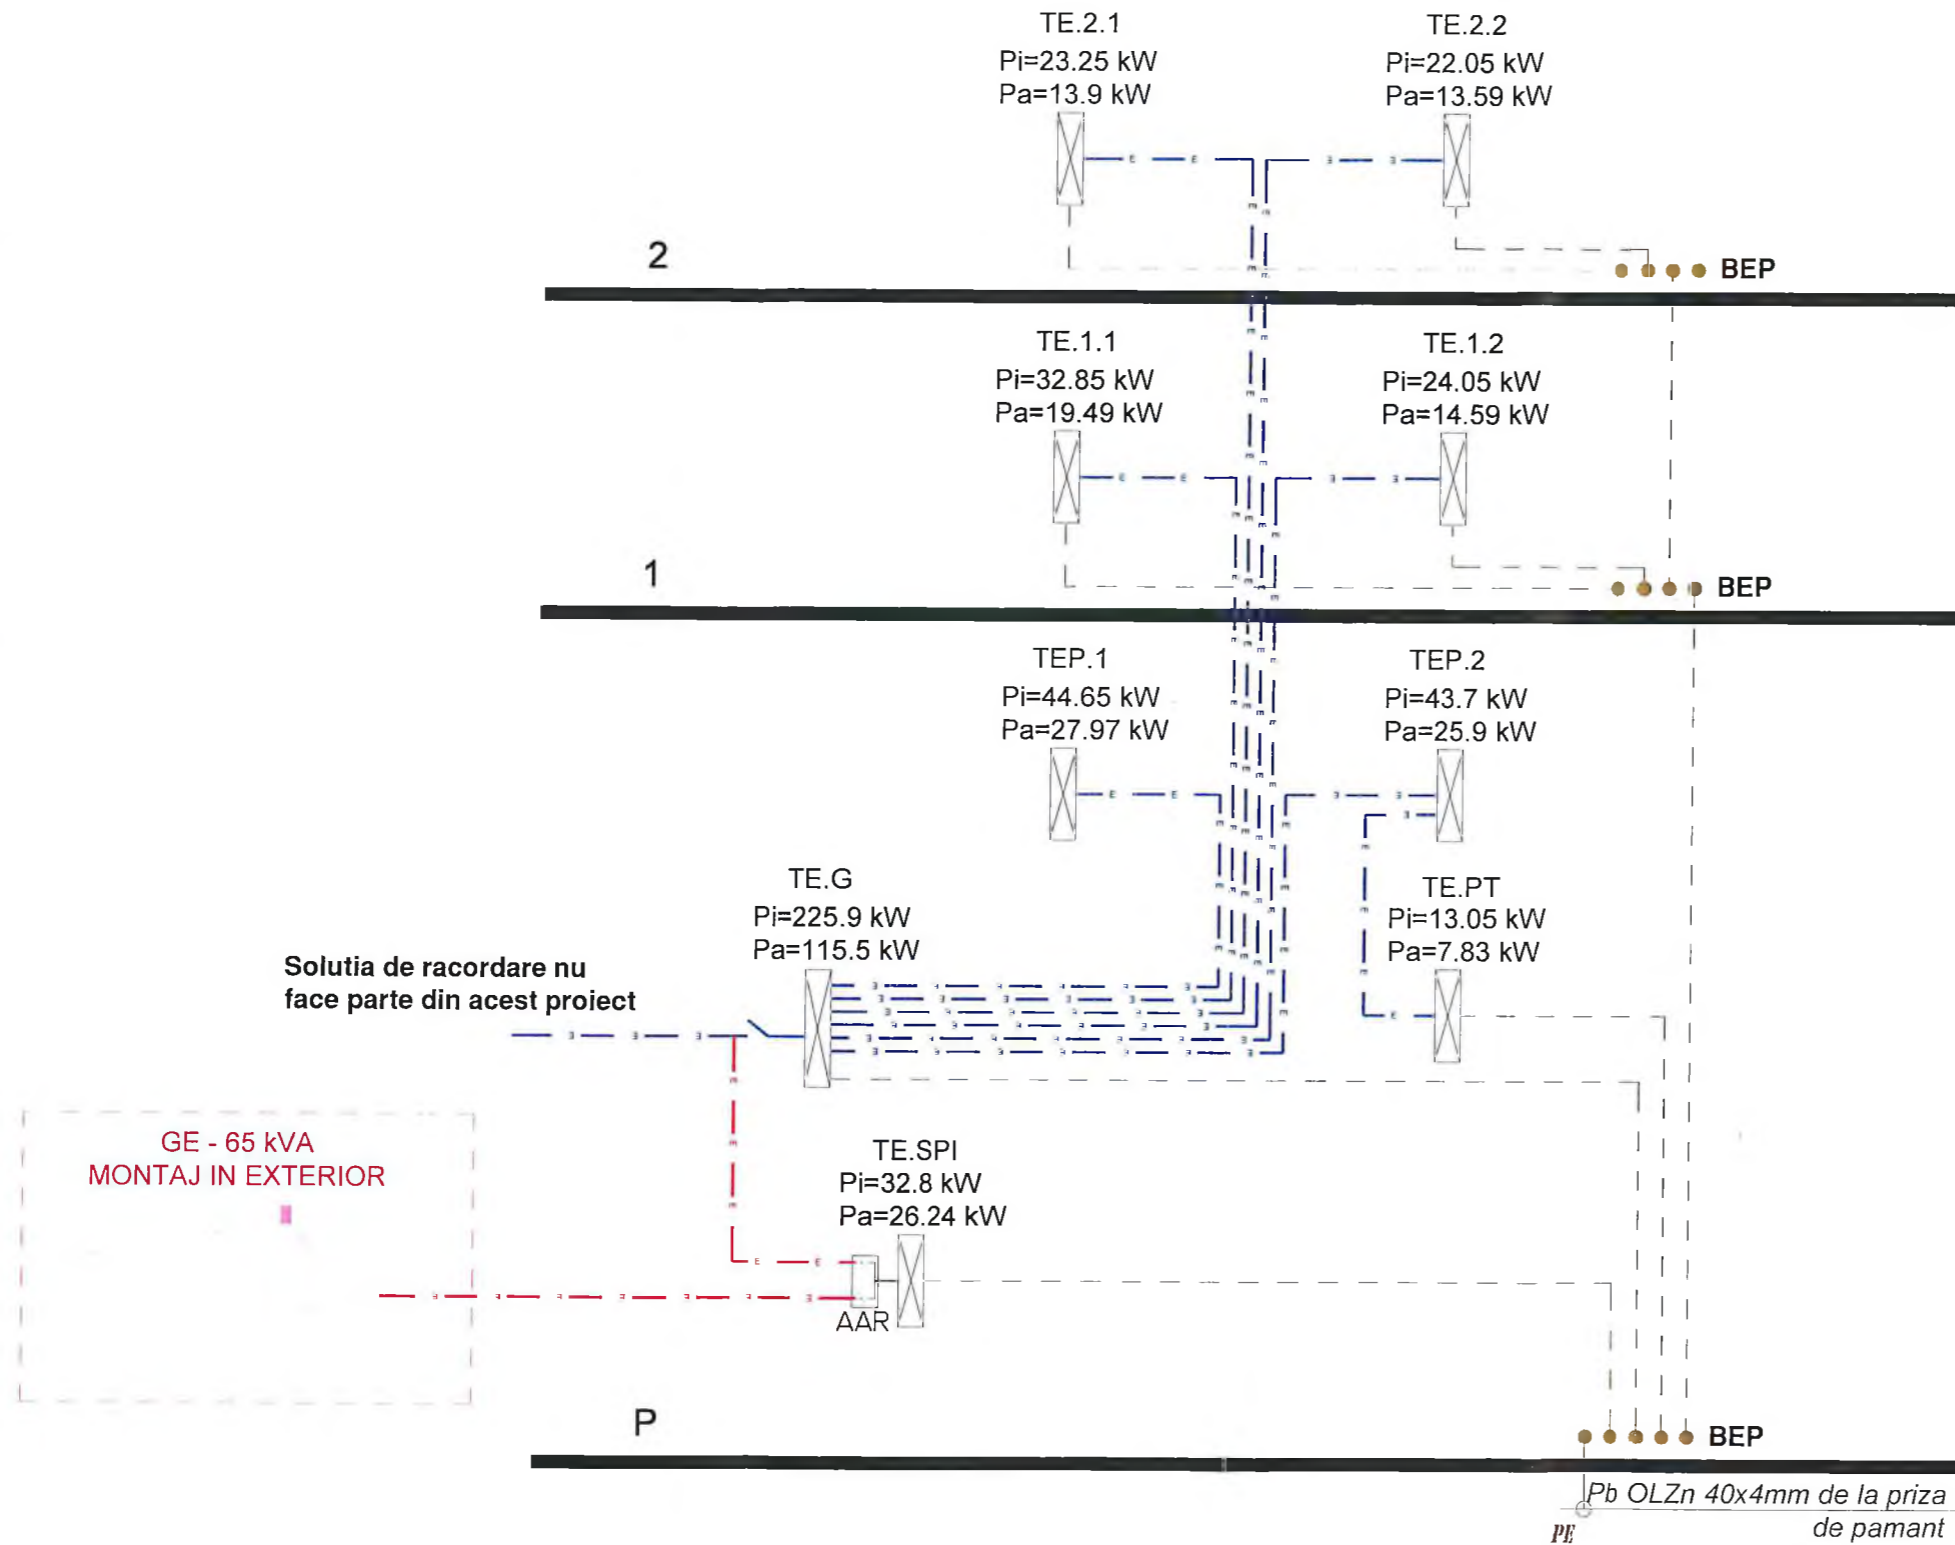 TE.2.1
Pi=23.25 kW
Pa=13.9 kW
TE.2.2
Pi=22.05 kW
Pa=13.59 kW
2
BEP
TE.1.1
Pi=32.85 kW
Pa=19.49 kW
TE.1.2
Pi=24.05 kW
Pa=14.59 kW
1
BEP
TEP.1
Pi=44.65 kW
Pa=27.97 kW
TEP.2
Pi=43.7 kW
Pa=25.9 kW
TE.G
Pi=225.9 kW
Pa=115.5 kW
TE.PT
Pi=13.05 kW
Pa=7.83 kW
Solutia de racordare nu
face parte din acest proiect
GE - 65 kVA
MONTAJ IN EXTERIOR
TE.SPI
Pi=32.8 kW
Pa=26.24 kW
AAR
P
BEP
Pb OLZn 40x4mm de la priza
de pamant
PE